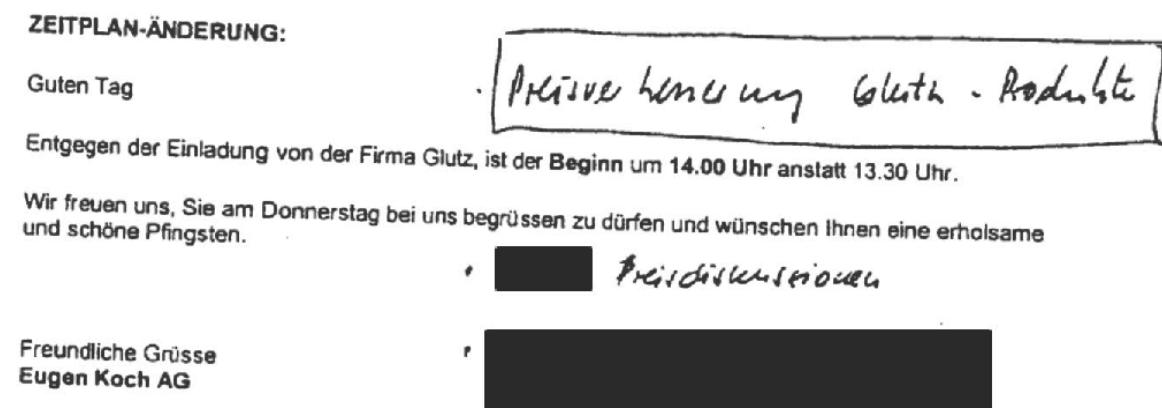 ZEITPLAN-ÄNDERUNG:
Guten Tag
Preisverbesserung - Produkte
Entgegen der Einladung von der Firma Glutz, ist der Beginn um 14.00 Uhr anstatt 13.30 Uhr.
Wir freuen uns, Sie am Donnerstag bei uns begrüssen zu dürfen und wünschen Ihnen eine erholsame
und schöne Pfingsten.
Preisdiskussionen
Freundliche Grüsse
Eugen Koch AG